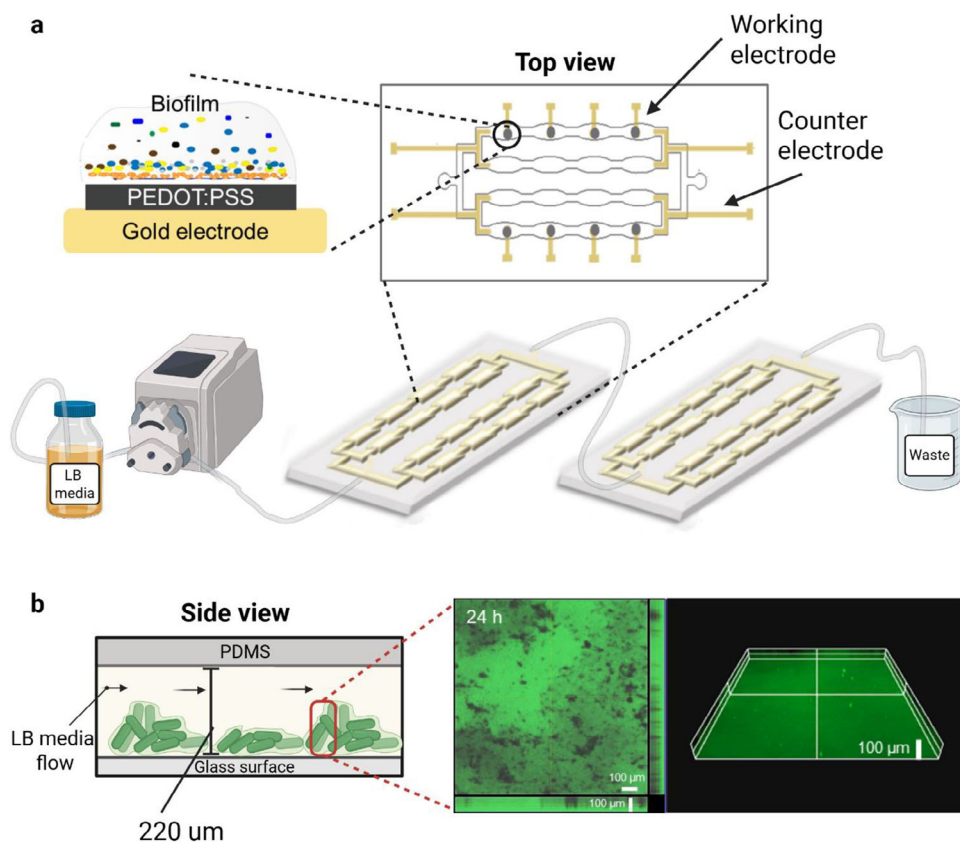 a
Working
electrode
Top view
Biofilm
Counter
electrode
PEDOT:PSS
Gold electrode
LB
media
Waste
b
Side view
24 h
PDMS
LB media
flow
Glass surface
100 µm
100 µm
100 µm
220 um